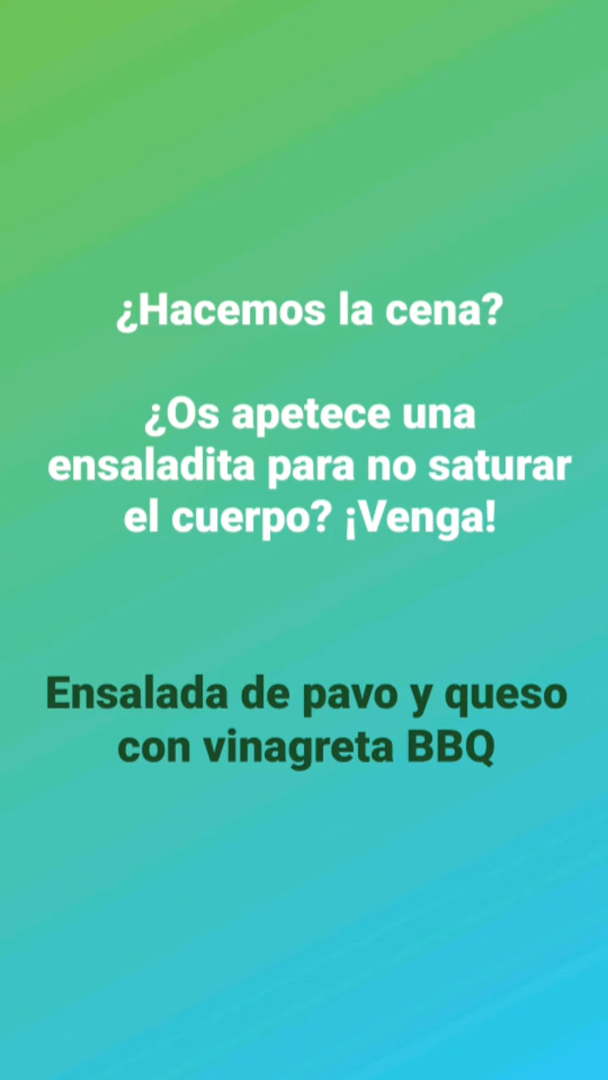 ¿Hacemos la cena?
¿Os apetece una
ensaladita para no saturar
el cuerpo? ¡Venga!
Ensalada de pavo y queso
con vinagreta BBQ